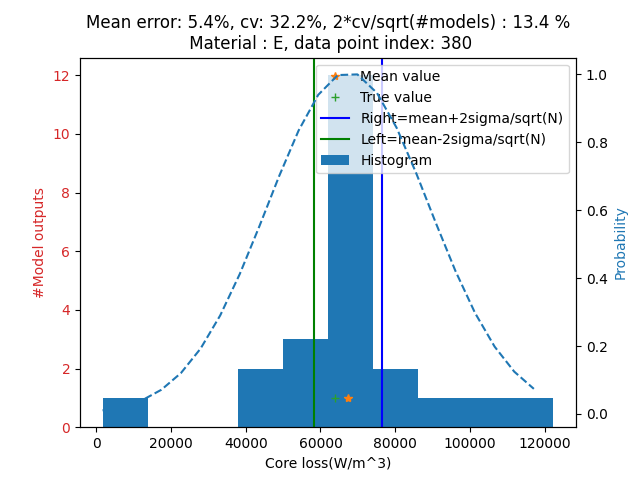 Mean error: 5.4%, cv: 32.2%, 2*cv/sqrt(#models) : 13.4 %
Material : E, data point index: 380
Mean value
True value
Right=mean+2sigma/sqrt(N)
Left=mean-2sigma/sqrt(N)
Histogram
#Model outputs
12
10
8
6
4
2
0
1.0
0.8
0.6
0.4
0.2
0.0
Probability
0 20000 40000 60000 80000 100000 120000
Core loss(W/m^3)